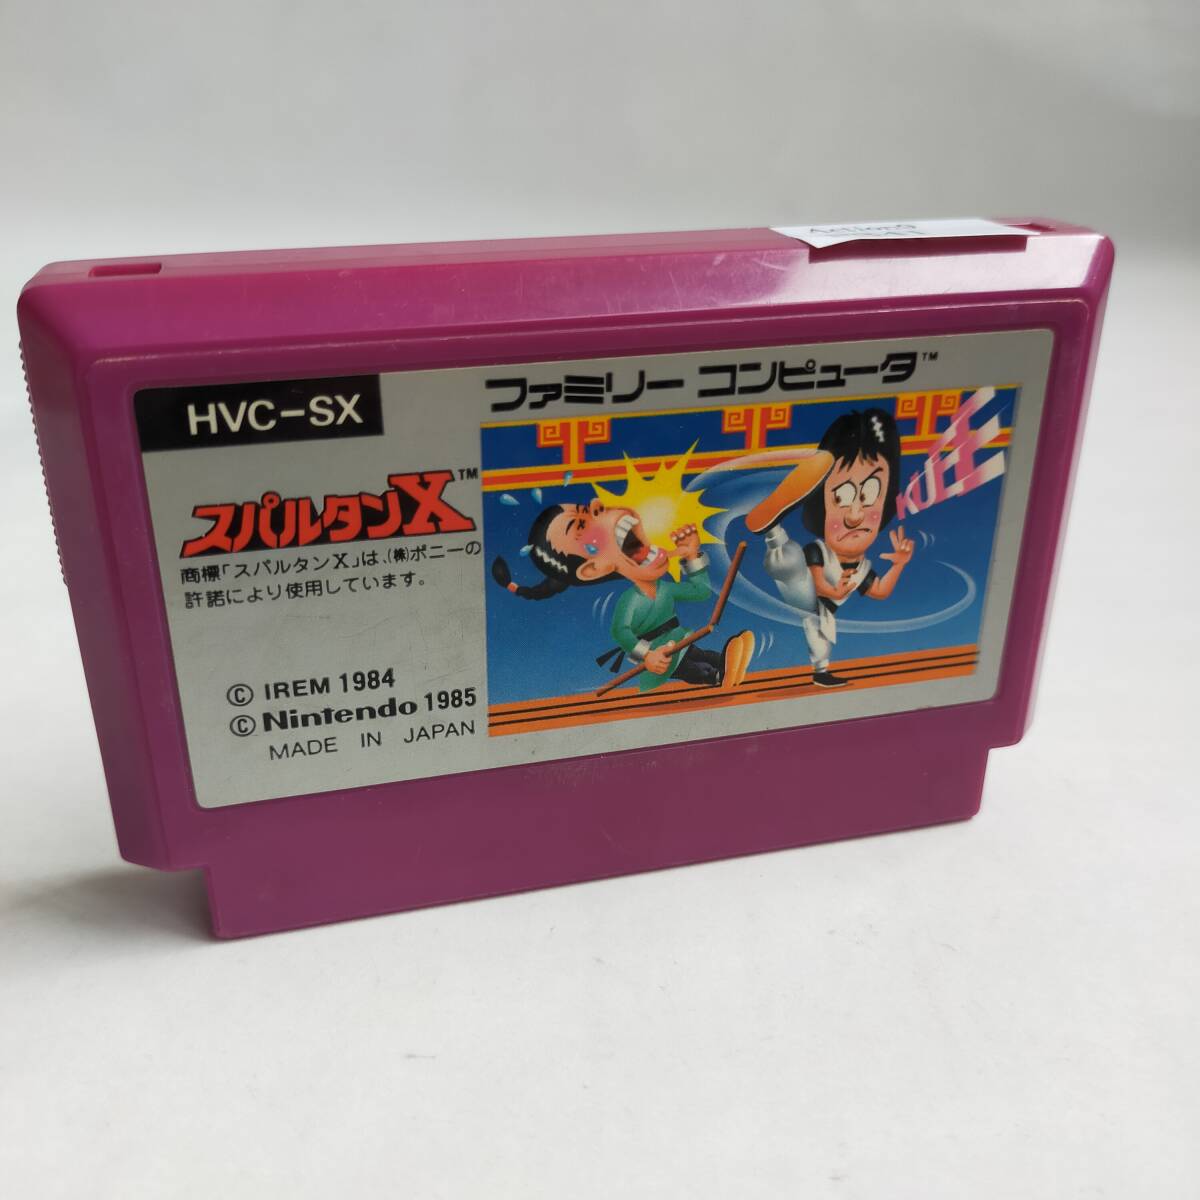 HVC-SX
ファミリー コンピュータ™
スパルタンX™
商標「スパルタンX」は、(株)ポニーの
許諾により使用しています。
© IREM 1984
© Nintendo 1985
MADE IN JAPAN